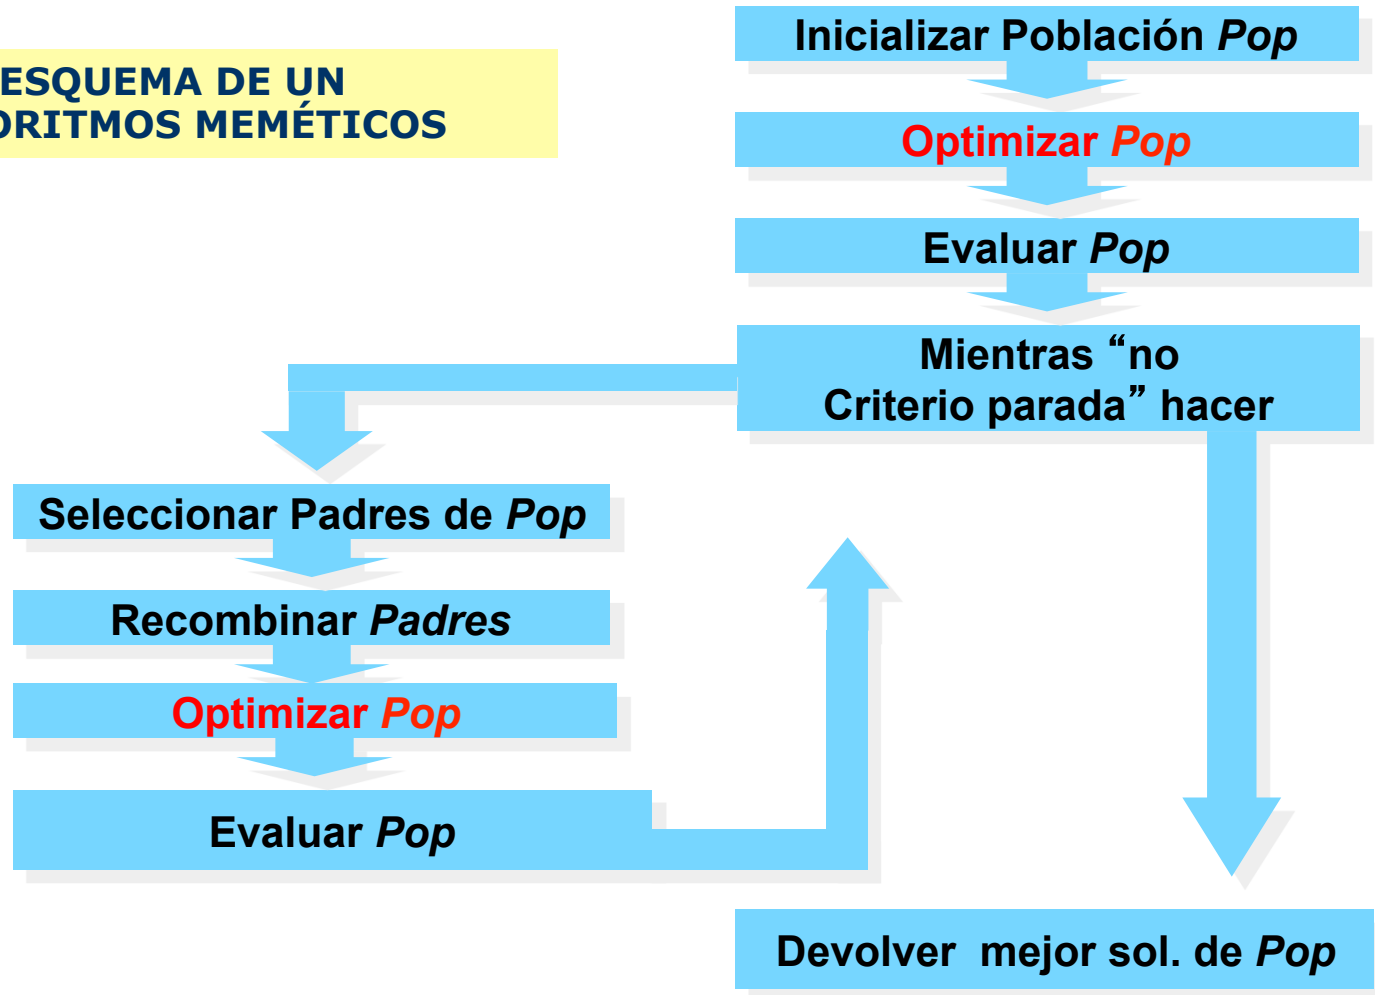 ESQUEMA DE UN
ORITMOS MEMÉTICOS
Inicializar Población Pop
Optimizar Pop
Evaluar Pop
Mientras “no
Criterio parada” hacer
Seleccionar Padres de Pop
Recombinar Padres
Optimizar Pop
Evaluar Pop
Devolver mejor sol. de Pop